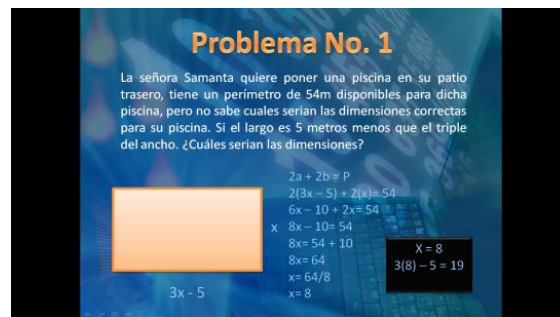 Problema No. 1
La señora Samanta quiere poner una piscina en su patio
trasero, tiene un perímetro de 54m disponibles para dicha
piscina, pero no sabe cuales serian las dimensiones correctas
para su piscina. Si el largo es 5 metros menos que el triple
del ancho. ¿Cuáles serian las dimensiones?
2a + 2b = P
2(3x – 5) + 2(x)= 54
6x – 10 + 2x= 54
x
8x – 10= 54
8x= 54 + 10
8x= 64
x= 64/8
x= 8
3x - 5
X = 8
3(8) – 5 = 19